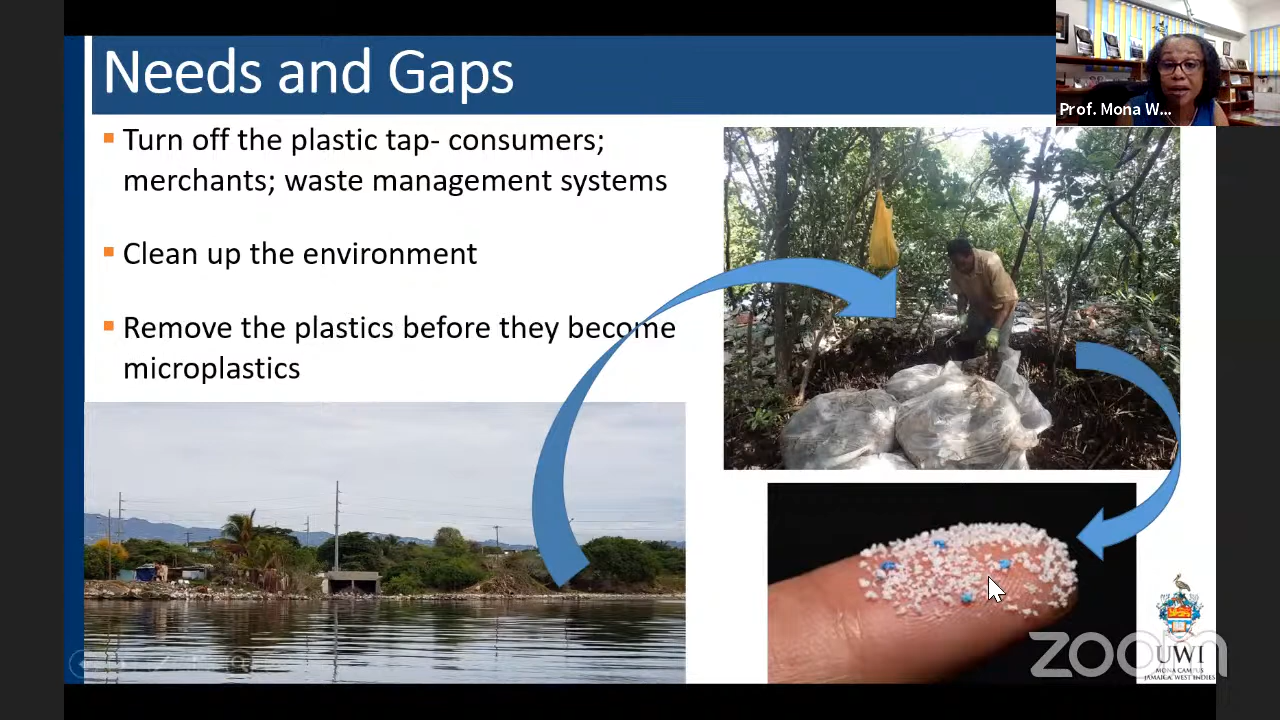 Needs and Gaps
Prof. Mona W...
Turn off the plastic tap- consumers;
merchants; waste management systems
Clean up the environment
Remove the plastics before they become
microplastics
zoom
UWI
MONA CAMPUS
JAMAICA, WEST INDIES